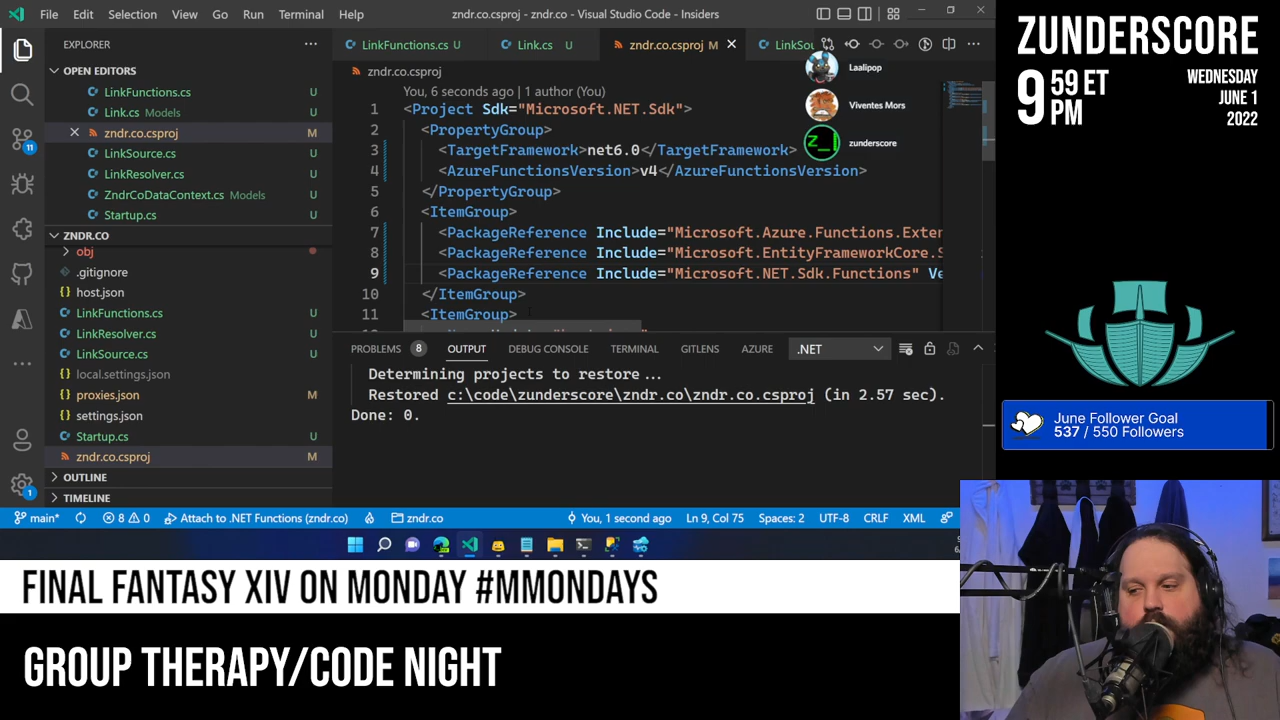 File Edit Selection View Go Run Terminal Help
zndr.co.csproj - zndr.co - Visual Studio Code - Insiders
EXPLORER
OPEN EDITORS
LinkFunctions.cs U
Link.cs Models U
zndr.co.csproj M
LinkSource.cs U
LinkResolver.cs U
ZndrCoDataContext.cs Models U
Startup.cs U
ZNDR.CO
obj
.gitignore
host.json
LinkFunctions.cs U
LinkResolver.cs U
LinkSource.cs U
local.settings.json
proxies.json M
settings.json
Startup.cs U
zndr.co.csproj M
OUTLINE
TIMELINE
11
1
LinkFunctions.cs U
Link.cs U
zndr.co.csproj M
LinkSou
zndr.co.csproj
You, 6 seconds ago | 1 author (You)
1 <Project Sdk="Microsoft.NET.Sdk">
2 <PropertyGroup>
3 <TargetFramework>net6.0</TargetFramework>
4 <AzureFunctionsVersion>v4</AzureFunctionsVersion>
5 </PropertyGroup>
6 <ItemGroup>
7 <PackageReference Include="Microsoft.Azure.Functions.Exten
8 <PackageReference Include="Microsoft.EntityFrameworkCore.S
9 <PackageReference Include="Microsoft.NET.Sdk.Functions" Ve
10 </ItemGroup>
11 <ItemGroup>
Laalipop
Viventes Mors
z_
zunderscore
PROBLEMS 8 OUTPUT DEBUG CONSOLE TERMINAL GITLENS AZURE .NET
Determining projects to restore...
Restored c:\code\zunderscore\zndr.co\zndr.co.csproj (in 2.57 sec).
Done: 0.
main* 8 0 Attach to .NET Functions (zndr.co) zndr.co You, 1 second ago Ln 9, Col 75 Spaces: 2 UTF-8 CRLF XML
ZUNDERSCORE
9 59 ET PM
WEDNESDAY
JUNE 1
2022
June Follower Goal
537 / 550 Followers
FINAL FANTASY XIV ON MONDAY #MMONDAYS
GROUP THERAPY/CODE NIGHT